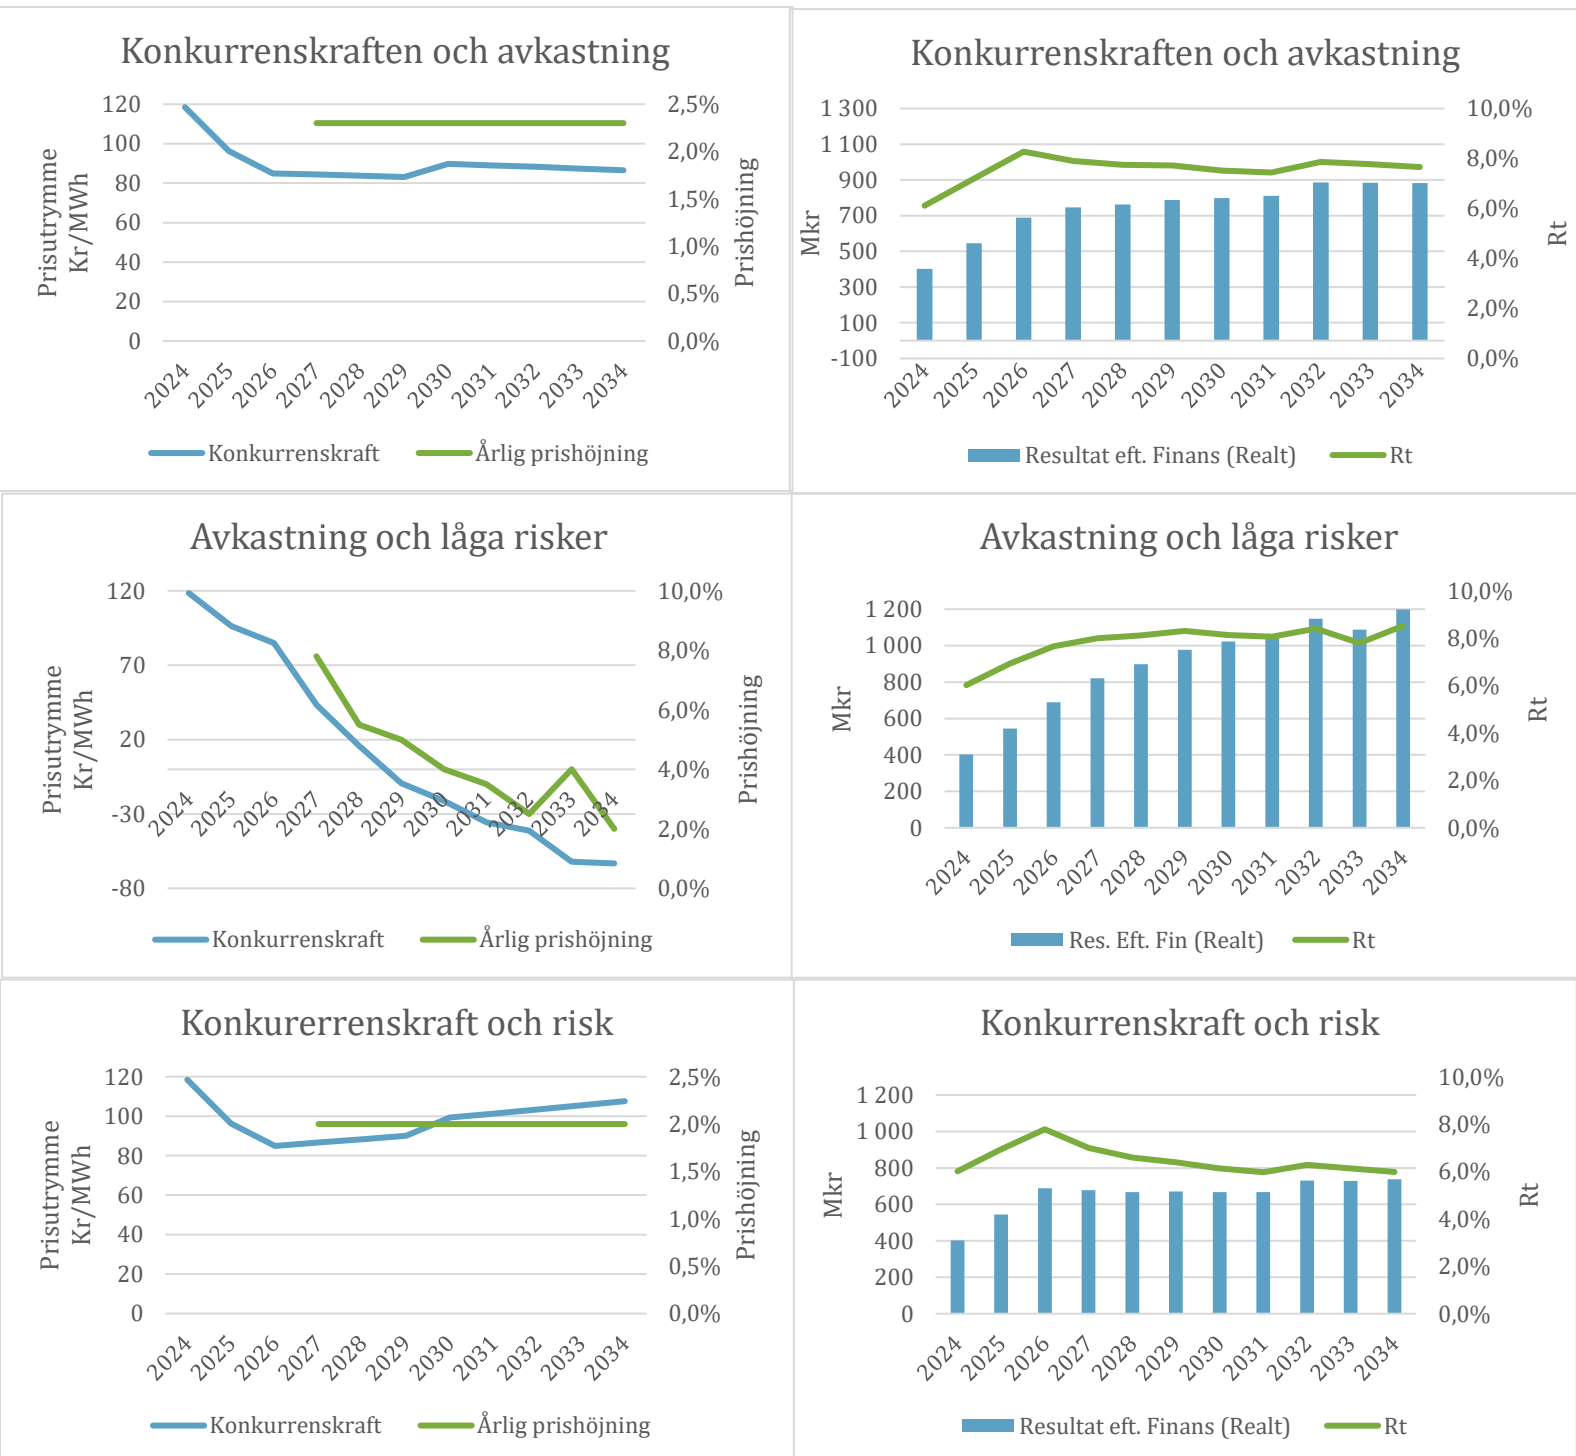 Konkurrenskraften och avkastning
Prisutrymme
Kr/MWh
120
100
80
60
40
20
0
2,5%
2,0%
1,5%
1,0%
0,5%
0,0%
Prishöjning
2024 2025 2026 2027 2028 2029 2030 2031 2032 2033 2034
Konkurrenskraft Årlig prishöjning
Konkurrenskraften och avkastning
Mkr
1 300
1 100
900
700
500
300
100
-100
10,0%
8,0%
6,0%
4,0%
2,0%
0,0%
Rt
2024 2025 2026 2027 2028 2029 2030 2031 2032 2033 2034
Resultat eft. Finans (Realt) Rt
Avkastning och låga risker
Prisutrymme
Kr/MWh
120
70
20
-30
-80
10,0%
8,0%
6,0%
4,0%
2,0%
0,0%
Prishöjning
2024 2025 2026 2027 2028 2029 2030 2031 2032 2033 2034
Konkurrenskraft Årlig prishöjning
Avkastning och låga risker
Mkr
1 200
1 000
800
600
400
200
0
10,0%
8,0%
6,0%
4,0%
2,0%
0,0%
Rt
2024 2025 2026 2027 2028 2029 2030 2031 2032 2033 2034
Res. Eft. Fin (Realt) Rt
Konkurerrenskraft och risk
Prisutrymme
Kr/MWh
120
100
80
60
40
20
0
2,5%
2,0%
1,5%
1,0%
0,5%
0,0%
Prishöjning
2024 2025 2026 2027 2028 2029 2030 2031 2032 2033 2034
Konkurrenskraft Årlig prishöjning
Konkurrenskraft och risk
Mkr
1 200
1 000
800
600
400
200
0
10,0%
8,0%
6,0%
4,0%
2,0%
0,0%
Rt
2024 2025 2026 2027 2028 2029 2030 2031 2032 2033 2034
Resultat eft. Finans (Realt) Rt